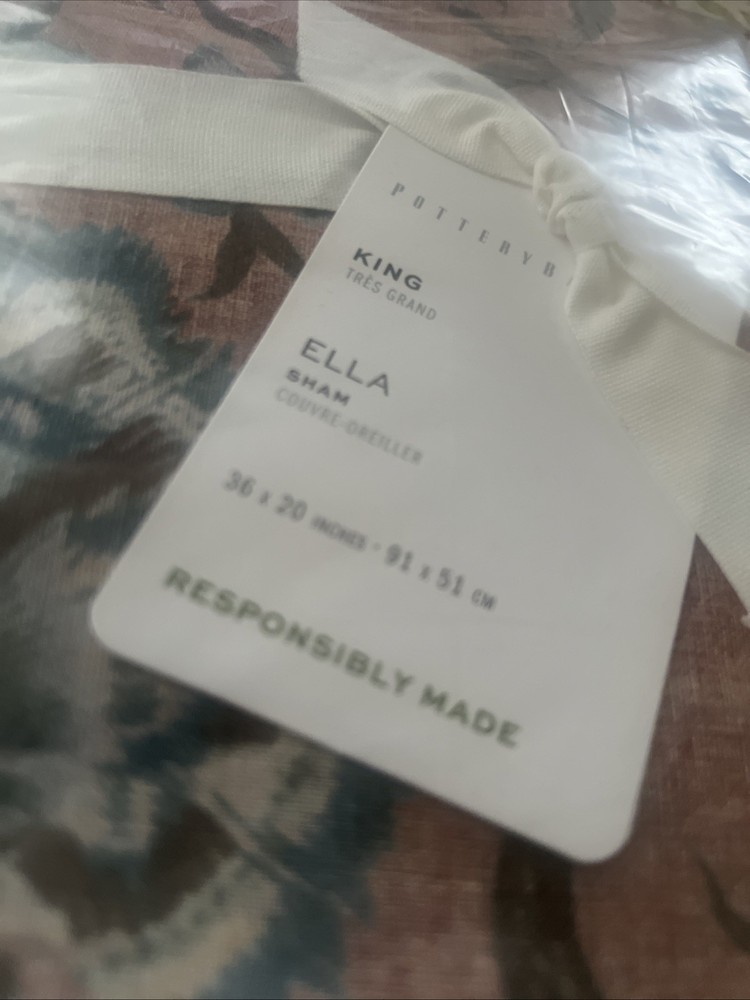 POTTERYB
KING
TRÈS GRAND
ELLA
SHAM
COUVRE-OREILLER
36 x 20 INCHES · 91 x 51 CM
RESPONSIBLY MADE